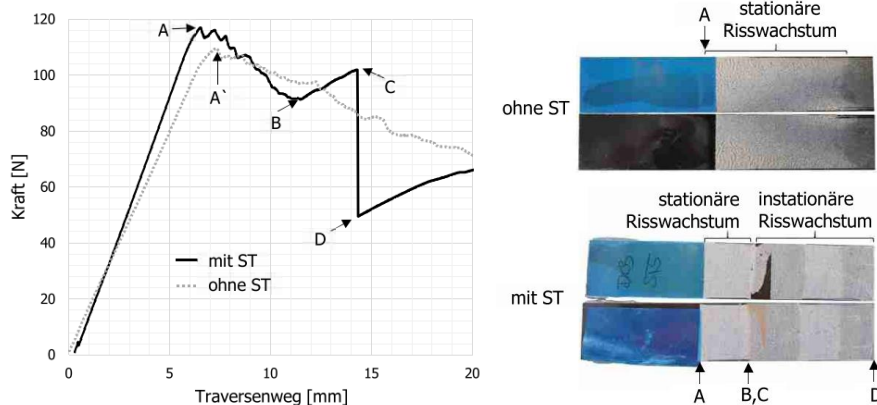 120
100
80
60
40
20
0
0
5
10
15
20
Kraft [N]
Traversenweg [mm]
A
A`
B
C
D
mit ST
ohne ST
stationäre
Risswachstum
A
ohne ST
stationäre
Risswachstum
instationäre
Risswachstum
mit ST
A
B,C
D